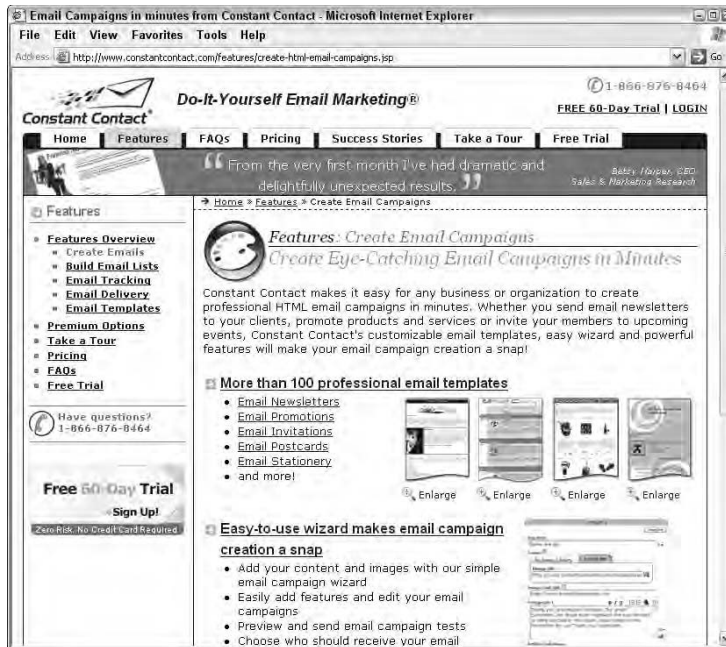 Email Campaigns in minutes from Constant Contact - Microsoft Internet Explorer
File Edit View Favorites Tools Help
Address http://www.constantcontact.com/features/create-html-email-campaigns.jsp Go
Constant Contact®
Do-It-Yourself Email Marketing®
1-866-876-8464
FREE 60-Day Trial | LOGIN
Home Features FAQs Pricing Success Stories Take a Tour Free Trial
“ From the very first month I've had dramatic and
delightfully unexpected results. ”
Betsy Harper, CEO
Sales & Marketing Research
Features
» Features Overview
Create Emails
Build Email Lists
Email Tracking
Email Delivery
Email Templates
Premium Options
Take a Tour
Pricing
FAQs
Free Trial
Have questions?
1-866-876-8464
Free 60-Day Trial
Sign Up!
Zero Risk. No Credit Card Required
→ Home » Features » Create Email Campaigns
Features: Create Email Campaigns
Create Eye-Catching Email Campaigns in Minutes
Constant Contact makes it easy for any business or organization to create
professional HTML email campaigns in minutes. Whether you send email newsletters
to your clients, promote products and services or invite your members to upcoming
events, Constant Contact's customizable email templates, easy wizard and powerful
features will make your email campaign creation a snap!
More than 100 professional email templates
• Email Newsletters
• Email Promotions
• Email Invitations
• Email Postcards
• Email Stationery
• and more!
Enlarge Enlarge Enlarge Enlarge
Easy-to-use wizard makes email campaign
creation a snap
• Add your content and images with our simple
email campaign wizard
• Easily add features and edit your email
campaigns
• Preview and send email campaign tests
• Choose who should receive your email